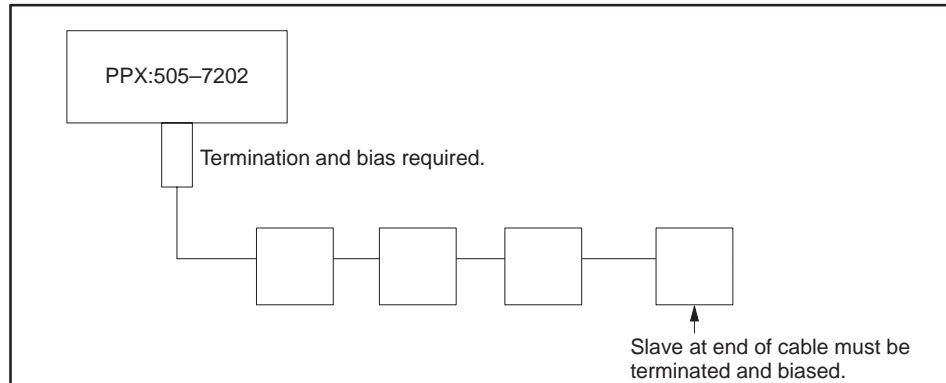 PPX:505–7202
Termination and bias required.
Slave at end of cable must be
terminated and biased.